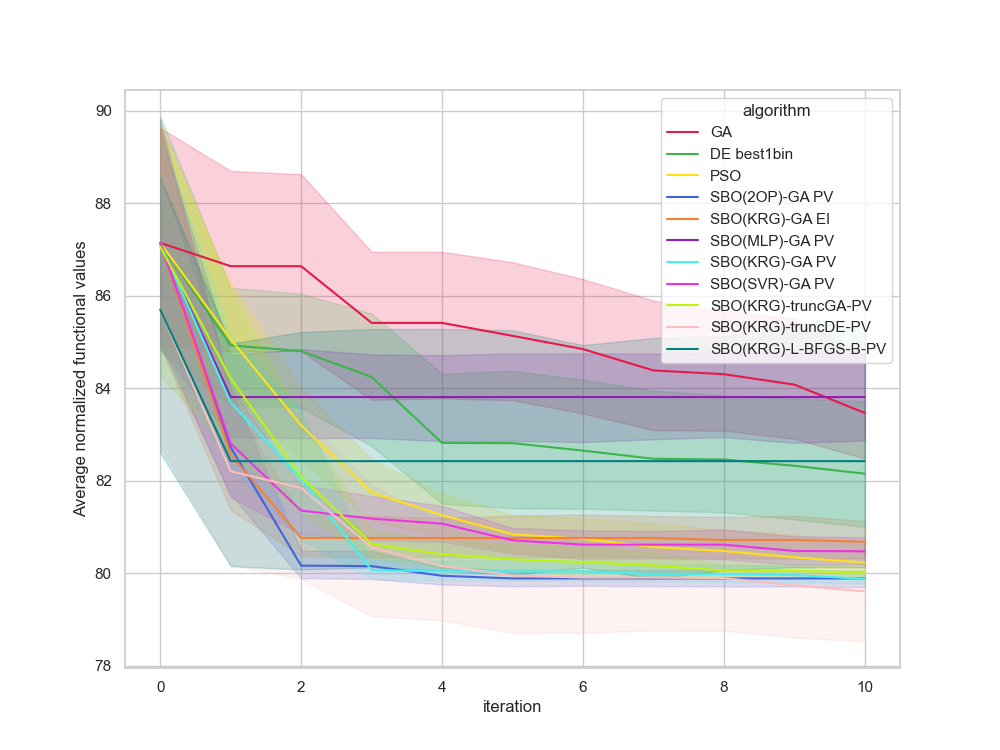 Average normalized functional values
90
88
86
84
82
80
78
0
2
4
6
8
10
iteration
algorithm
GA
DE best1bin
PSO
SBO(2OP)-GA PV
SBO(KRG)-GA EI
SBO(MLP)-GA PV
SBO(KRG)-GA PV
SBO(SVR)-GA PV
SBO(KRG)-truncGA-PV
SBO(KRG)-truncDE-PV
SBO(KRG)-L-BFGS-B-PV